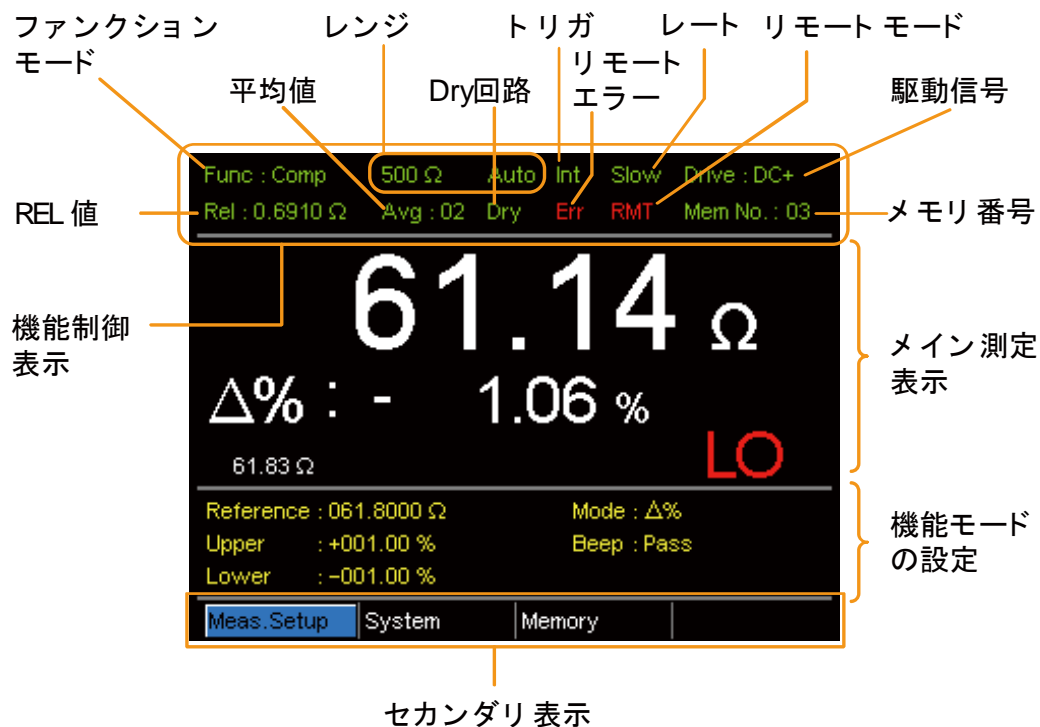 ファンクション
モード
レンジ
トリガ
レート
リモート モード
平均値
Dry回路
リモート
エラー
駆動信号
Func : Comp 500 Ω Auto Int Slow Drive : DC+
REL 値
Rel : 0.6910 Ω Avg : 02 Dry Err RMT Mem No. : 03
メモリ 番号
61.14 Ω
機能制御
表示
メイン 測定
表示
Δ% : - 1.06 %
LO
61.83 Ω
Reference : 061.8000 Ω Mode : Δ%
Upper : +001.00 % Beep : Pass
Lower : −001.00 %
機能モード
の設定
Meas.Setup System Memory
セカンダリ 表示